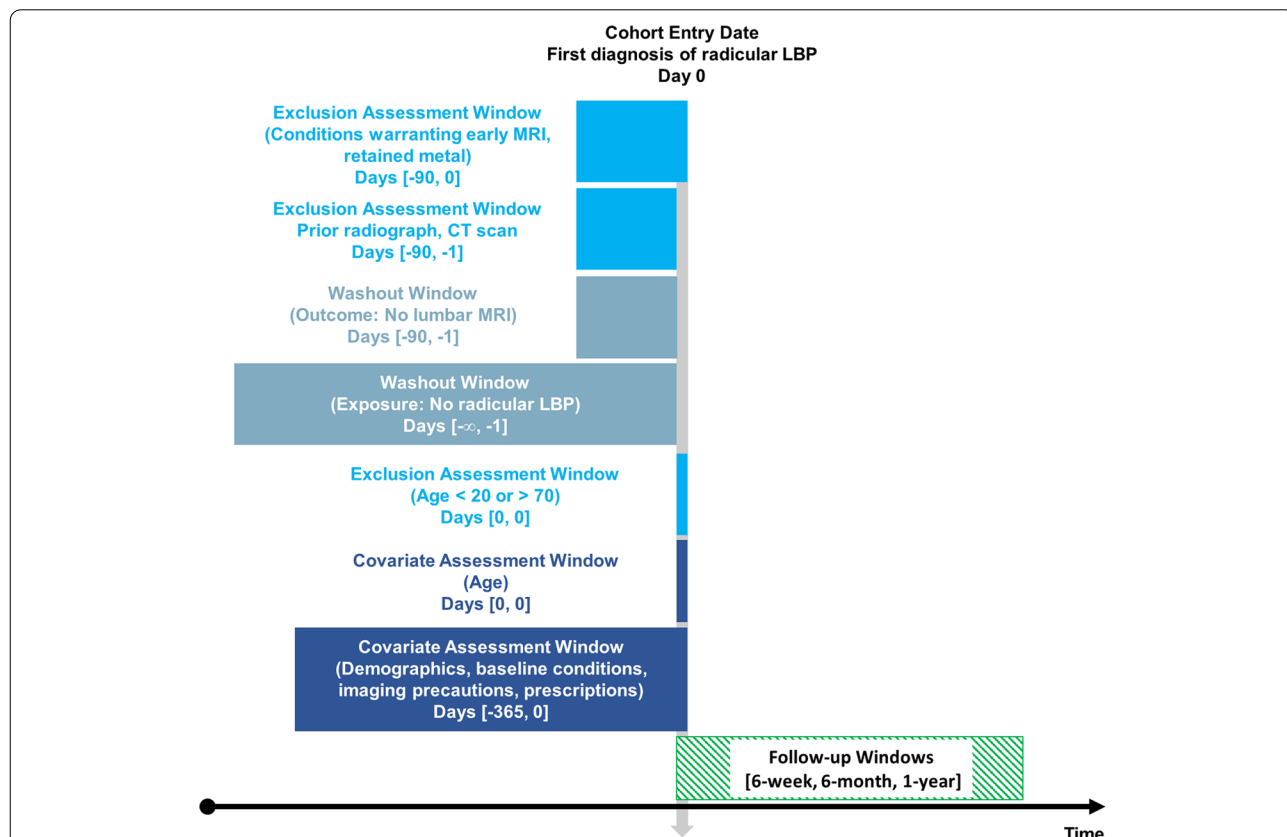 Cohort Entry Date
First diagnosis of radicular LBP
Day 0
Exclusion Assessment Window
(Conditions warranting early MRI,
retained metal)
Days [-90, 0]
Exclusion Assessment Window
Prior radiograph, CT scan
Days [-90, -1]
Washout Window
(Outcome: No lumbar MRI)
Days [-90, -1]
Washout Window
(Exposure: No radicular LBP)
Days [-∞, -1]
Exclusion Assessment Window
(Age < 20 or > 70)
Days [0, 0]
Covariate Assessment Window
(Age)
Days [0, 0]
Covariate Assessment Window
(Demographics, baseline conditions,
imaging precautions, prescriptions)
Days [-365, 0]
Follow-up Windows
[6-week, 6-month, 1-year]
Time